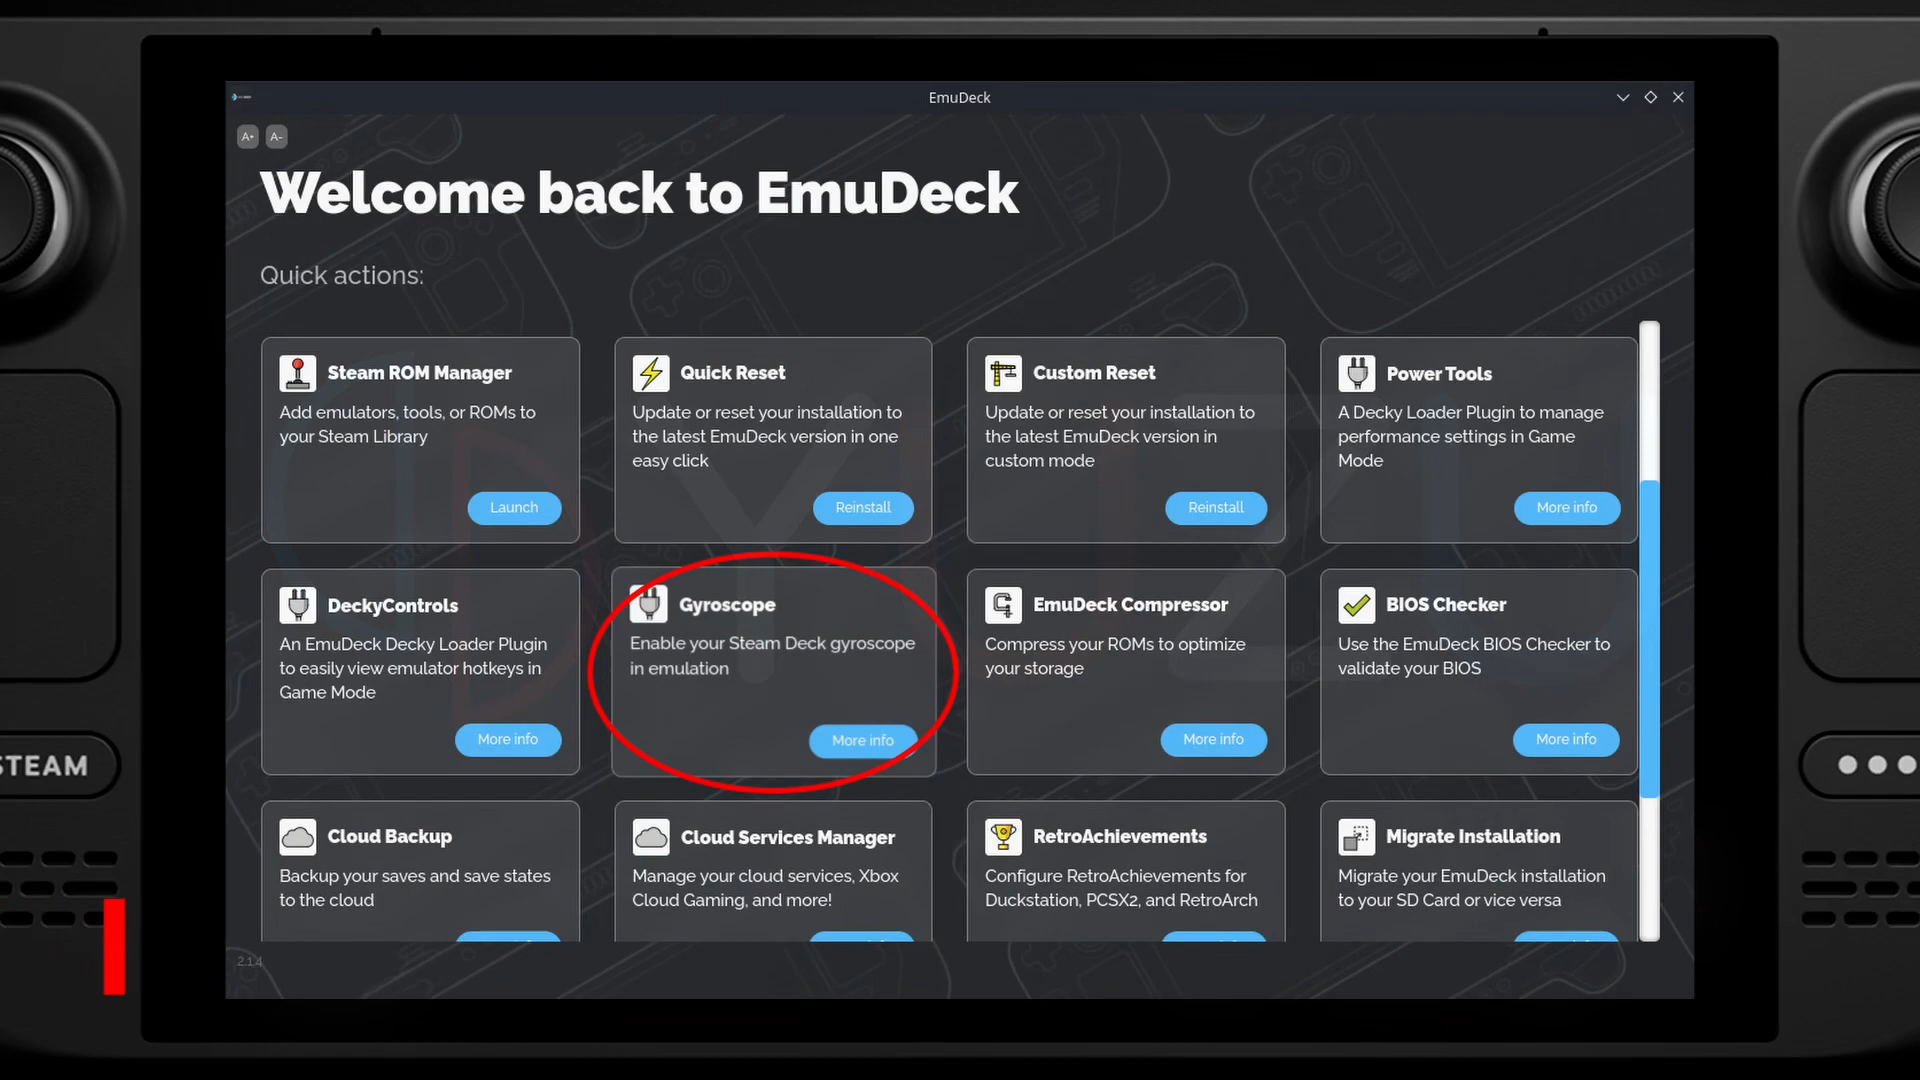 EmuDeck
A+ A-
Welcome back to EmuDeck
Quick actions:
Steam ROM Manager
Add emulators, tools, or ROMs to
your Steam Library
Launch
Quick Reset
Update or reset your installation to
the latest EmuDeck version in one
easy click
Reinstall
Custom Reset
Update or reset your installation to
the latest EmuDeck version in
custom mode
Reinstall
Power Tools
A Decky Loader Plugin to manage
performance settings in Game
Mode
More info
DeckyControls
An EmuDeck Decky Loader Plugin
to easily view emulator hotkeys in
Game Mode
More info
Gyroscope
Enable your Steam Deck gyroscope
in emulation
More info
EmuDeck Compressor
Compress your ROMs to optimize
your storage
More info
BIOS Checker
Use the EmuDeck BIOS Checker to
validate your BIOS
More info
STEAM
Cloud Backup
Backup your saves and save states
to the cloud
Cloud Services Manager
Manage your cloud services, Xbox
Cloud Gaming, and more!
RetroAchievements
Configure RetroAchievements for
Duckstation, PCSX2, and RetroArch
Migrate Installation
Migrate your EmuDeck installation
to your SD Card or vice versa
2.1.4